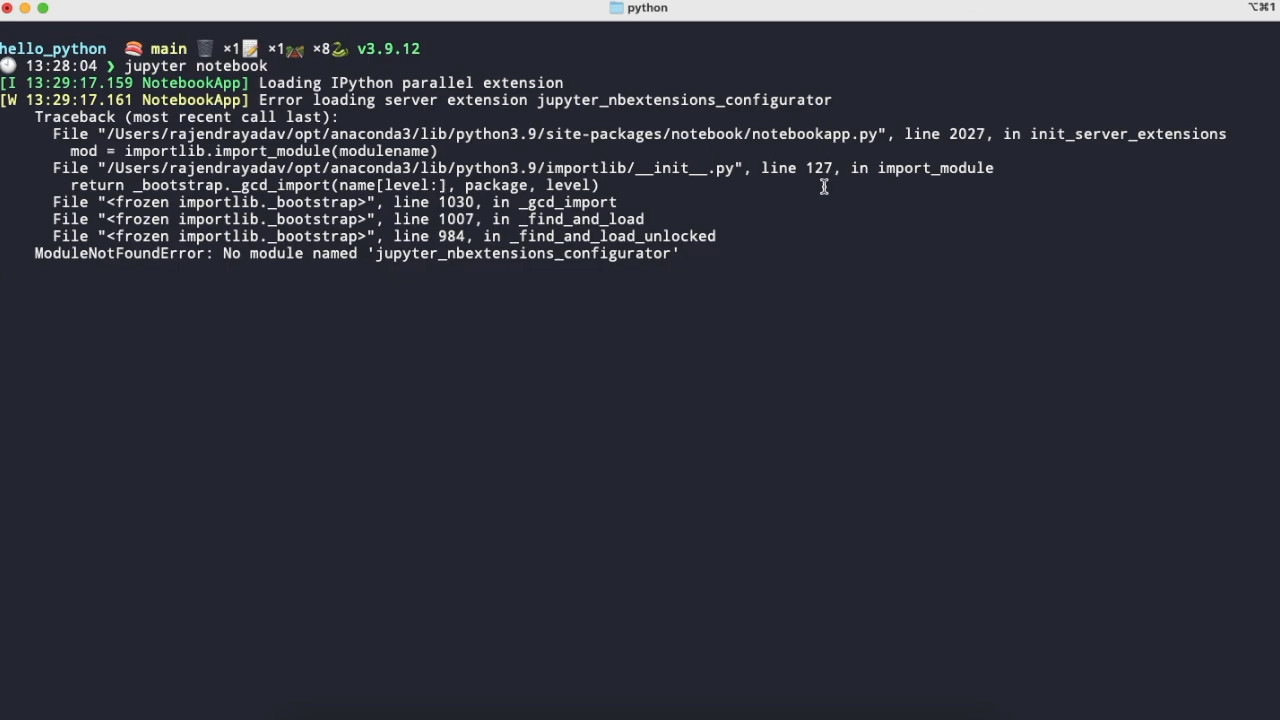 python
⌥⌘1
hello_python 🍣 main 🗑️ ×1📝 ×1🛤️ ×8🐍 v3.9.12
🕘 13:28:04 ❯ jupyter notebook
[I 13:29:17.159 NotebookApp] Loading IPython parallel extension
[W 13:29:17.161 NotebookApp] Error loading server extension jupyter_nbextensions_configurator
    Traceback (most recent call last):
      File "/Users/rajendrayadav/opt/anaconda3/lib/python3.9/site-packages/notebook/notebookapp.py", line 2027, in init_server_extensions
        mod = importlib.import_module(modulename)
      File "/Users/rajendrayadav/opt/anaconda3/lib/python3.9/importlib/__init__.py", line 127, in import_module
        return _bootstrap._gcd_import(name[level:], package, level)
      File "<frozen importlib._bootstrap>", line 1030, in _gcd_import
      File "<frozen importlib._bootstrap>", line 1007, in _find_and_load
      File "<frozen importlib._bootstrap>", line 984, in _find_and_load_unlocked
    ModuleNotFoundError: No module named 'jupyter_nbextensions_configurator'